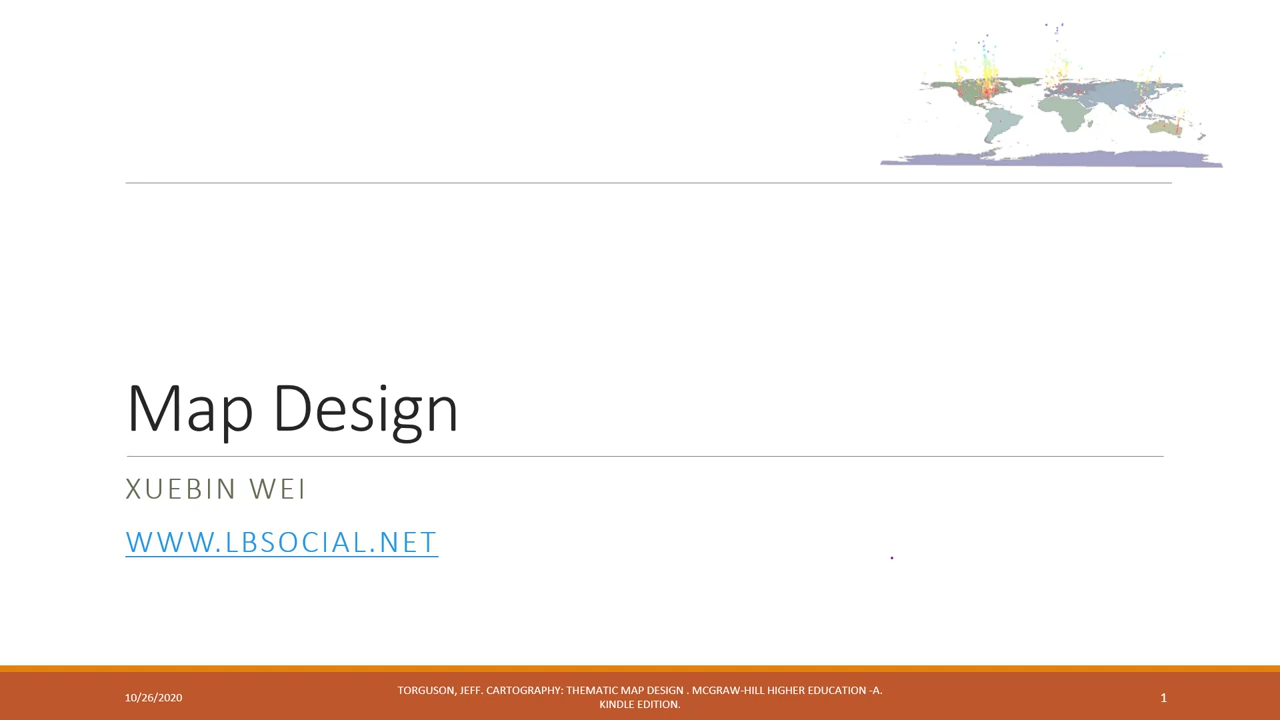 Map Design
XUEBIN WEI
WWW.LBSOCIAL.NET
10/26/2020
TORGUSON, JEFF. CARTOGRAPHY: THEMATIC MAP DESIGN . MCGRAW-HILL HIGHER EDUCATION -A.
KINDLE EDITION.
1